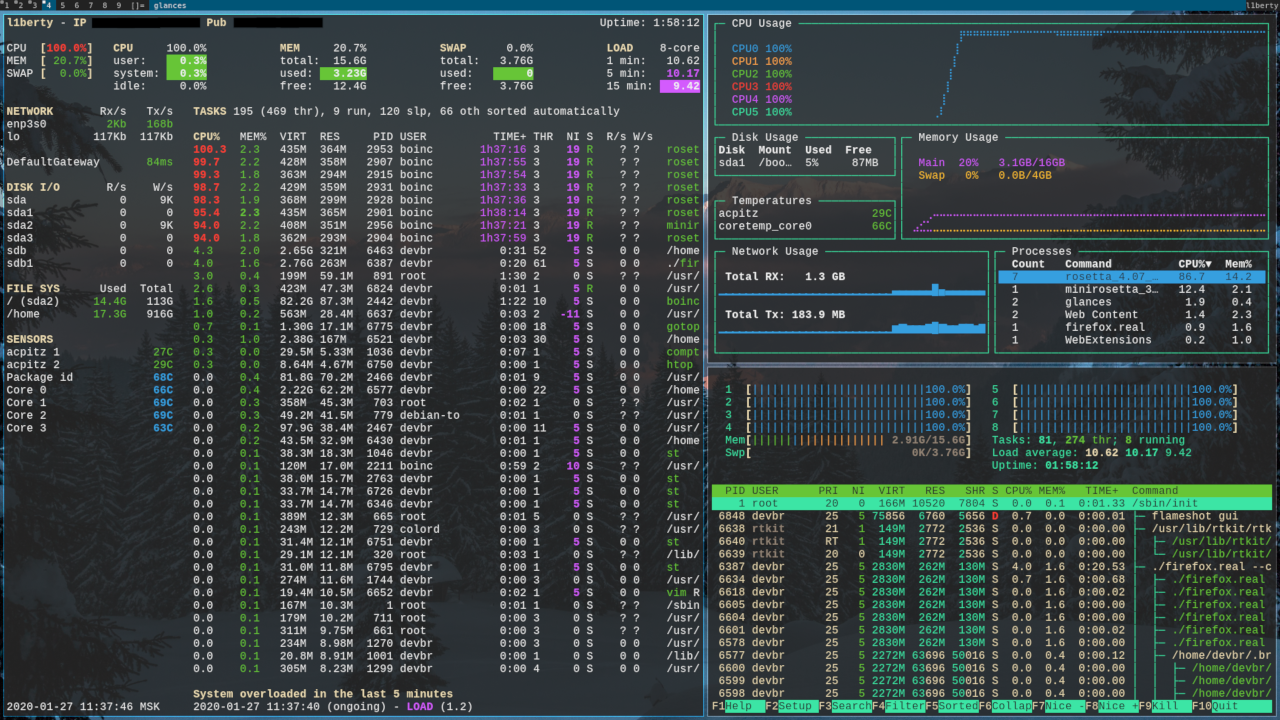 1 2 3 4 5 6 7 8 9 []= glances l1berty
l1berty - IP Pub Uptime: 1:58:12
CPU [100.0%] CPU 100.0% MEM 20.7% SWAP 0.0% LOAD 8-core
MEM [ 20.7%] user: 0.3% total: 15.6G total: 3.76G 1 min: 10.62
SWAP [ 0.0%] system: 0.3% used: 3.23G used: 0 5 min: 10.17
idle: 0.0% free: 12.4G free: 3.76G 15 min: 9.42
NETWORK Rx/s Tx/s
enp3s0 2Kb 168b
lo 117Kb 117Kb
DefaultGateway 84ms
DISK I/O R/s W/s
sda 0 9K
sda1 0 0
sda2 0 9K
sda3 0 0
sdb 0 0
sdb1 0 0
FILE SYS Used Total
/ (sda2) 14.4G 113G
/home 17.3G 916G
SENSORS
acpitz 1 27C
acpitz 2 29C
Package id 68C
Core 0 66C
Core 1 69C
Core 2 69C
Core 3 63C
TASKS 195 (469 thr), 9 run, 120 slp, 66 oth sorted automatically
CPU% MEM% VIRT RES PID USER TIME+ THR NI S R/s W/s
100.3 2.3 435M 364M 2953 boinc 1h37:16 3 19 R ? ? roset
99.7 2.2 428M 358M 2907 boinc 1h37:55 3 19 R ? ? roset
99.3 1.8 363M 294M 2915 boinc 1h37:54 3 19 R ? ? roset
98.7 2.2 429M 359M 2931 boinc 1h37:33 3 19 R ? ? roset
98.3 1.9 368M 299M 2928 boinc 1h37:36 3 19 R ? ? roset
95.4 2.3 435M 365M 2901 boinc 1h38:14 3 19 R ? ? roset
94.0 2.2 408M 351M 2956 boinc 1h37:21 3 19 R ? ? minir
94.0 1.8 362M 293M 2904 boinc 1h37:59 3 19 R ? ? roset
4.3 2.0 2.65G 321M 6463 devbr 0:31 52 5 S 0 0 /home
4.0 1.6 2.76G 263M 6387 devbr 0:20 61 5 S 0 0 ./fir
3.0 0.4 199M 59.1M 891 root 1:30 2 0 S ? ? /usr/
2.6 0.3 423M 47.3M 6824 devbr 0:01 1 5 R 0 0 /usr/
1.6 0.5 82.2G 87.3M 2442 devbr 1:22 10 5 S 0 0 boinc
1.0 0.2 563M 28.4M 6637 devbr 0:03 2 -11 S 0 0 /usr/
0.7 0.1 1.30G 17.1M 6775 devbr 0:00 18 5 S 0 0 gotop
0.3 1.0 2.38G 167M 6521 devbr 0:03 30 5 S 0 0 /home
0.3 0.0 29.5M 5.33M 1036 devbr 0:07 1 5 S 0 0 compt
0.3 0.0 8.64M 4.67M 6750 devbr 0:00 1 5 S 0 0 htop
0.0 0.4 81.8G 70.2M 2466 devbr 0:01 9 5 S 0 0 /usr/
0.0 0.4 2.22G 62.2M 6577 devbr 0:00 22 5 S 0 0 /home
0.0 0.3 358M 45.3M 703 root 0:02 1 0 S ? ? /usr/
0.0 0.3 49.2M 41.5M 779 debian-to 0:01 1 0 S ? ? /usr/
0.0 0.2 97.9G 38.4M 2467 devbr 0:00 11 5 S 0 0 /usr/
0.0 0.2 43.5M 32.9M 6430 devbr 0:01 1 5 S 0 0 /home
0.0 0.1 38.3M 18.3M 1046 devbr 0:00 1 5 S 0 0 st
0.0 0.1 120M 17.0M 2211 boinc 0:59 2 10 S ? ? /usr/
0.0 0.1 38.0M 15.7M 2763 devbr 0:00 1 5 S 0 0 st
0.0 0.1 33.7M 14.7M 6726 devbr 0:00 1 5 S 0 0 st
0.0 0.1 33.7M 14.7M 6346 devbr 0:00 1 5 S 0 0 st
0.0 0.1 389M 12.3M 665 root 0:01 5 0 S ? ? /usr/
0.0 0.1 243M 12.2M 729 colord 0:00 3 0 S ? ? /usr/
0.0 0.1 31.4M 12.1M 6751 devbr 0:00 1 5 S 0 0 st
0.0 0.1 29.1M 12.1M 320 root 0:03 1 0 S ? ? /lib/
0.0 0.1 31.0M 11.8M 6795 devbr 0:00 1 5 S 0 0 st
0.0 0.1 274M 11.6M 1744 devbr 0:00 3 0 S 0 0 /usr/
0.0 0.1 19.4M 10.5M 6652 devbr 0:02 1 5 S 0 0 vim R
0.0 0.1 167M 10.3M 1 root 0:01 1 0 S ? ? /sbin
0.0 0.1 179M 10.2M 711 root 0:00 3 0 S ? ? /usr/
0.0 0.1 311M 9.75M 661 root 0:00 3 0 S ? ? /usr/
0.0 0.1 234M 8.98M 1270 devbr 0:00 3 0 S 0 0 /usr/
0.0 0.1 20.8M 8.91M 1001 devbr 0:00 1 0 S 0 0 /lib/
0.0 0.1 305M 8.23M 1299 devbr 0:00 4 0 S 0 0 /usr/
System overloaded in the last 5 minutes
2020-01-27 11:37:46 MSK 2020-01-27 11:37:40 (ongoing) - LOAD (1.2)
CPU Usage
CPU0 100%
CPU1 100%
CPU2 100%
CPU3 100%
CPU4 100%
CPU5 100%
Disk Usage
Disk Mount Used Free
sda1 /boo… 5% 87MB
Memory Usage
Main 20% 3.1GB/16GB
Swap 0% 0.0B/4GB
Temperatures
acpitz 29C
coretemp_core0 66C
Network Usage
Total RX: 1.3 GB
Total Tx: 183.9 MB
Processes
Count Command CPU%▼ Mem%
7 rosetta_4.07_… 86.7 14.2
1 minirosetta_3… 12.4 2.1
2 glances 1.9 0.4
2 Web Content 1.4 2.3
1 firefox.real 0.9 1.6
1 WebExtensions 0.2 1.0
1 [100.0%] 5 [100.0%]
2 [100.0%] 6 [100.0%]
3 [100.0%] 7 [100.0%]
4 [100.0%] 8 [100.0%]
Mem[2.91G/15.6G] Tasks: 81, 274 thr; 8 running
Swp[0K/3.76G] Load average: 10.62 10.17 9.42
Uptime: 01:58:12
PID USER PRI NI VIRT RES SHR S CPU% MEM% TIME+ Command
1 root 20 0 166M 10520 7804 S 0.0 0.1 0:01.33 /sbin/init
6848 devbr 25 5 75856 6760 5656 D 0.7 0.0 0:00.01 ├─ flameshot gui
6638 rtkit 21 1 149M 2772 2536 S 0.0 0.0 0:00.00 ├─ /usr/lib/rtkit/rtk
6640 rtkit RT 1 149M 2772 2536 S 0.0 0.0 0:00.00 │ ├─ /usr/lib/rtkit/
6639 rtkit 20 0 149M 2772 2536 S 0.0 0.0 0:00.00 │ └─ /usr/lib/rtkit/
6387 devbr 25 5 2830M 262M 130M S 4.0 1.6 0:20.53 ├─ ./firefox.real --c
6634 devbr 25 5 2830M 262M 130M S 0.7 1.6 0:00.68 │ ├─ ./firefox.real
6618 devbr 25 5 2830M 262M 130M S 0.0 1.6 0:00.02 │ ├─ ./firefox.real
6605 devbr 25 5 2830M 262M 130M S 0.0 1.6 0:00.00 │ ├─ ./firefox.real
6604 devbr 25 5 2830M 262M 130M S 0.0 1.6 0:00.00 │ ├─ ./firefox.real
6601 devbr 25 5 2830M 262M 130M S 0.0 1.6 0:00.02 │ ├─ ./firefox.real
6578 devbr 25 5 2830M 262M 130M S 0.0 1.6 0:00.00 │ ├─ ./firefox.real
6577 devbr 25 5 2272M 63696 50016 S 0.0 0.4 0:00.12 │ ├─ /home/devbr/.br
6600 devbr 25 5 2272M 63696 50016 S 0.0 0.4 0:00.00 │ │ ├─ /home/devbr/
6599 devbr 25 5 2272M 63696 50016 S 0.0 0.4 0:00.00 │ │ ├─ /home/devbr/
6598 devbr 25 5 2272M 63696 50016 S 0.0 0.4 0:00.00 │ │ ├─ /home/devbr/
F1Help F2Setup F3SearchF4FilterF5SortedF6CollapF7Nice -F8Nice +F9Kill F10Quit